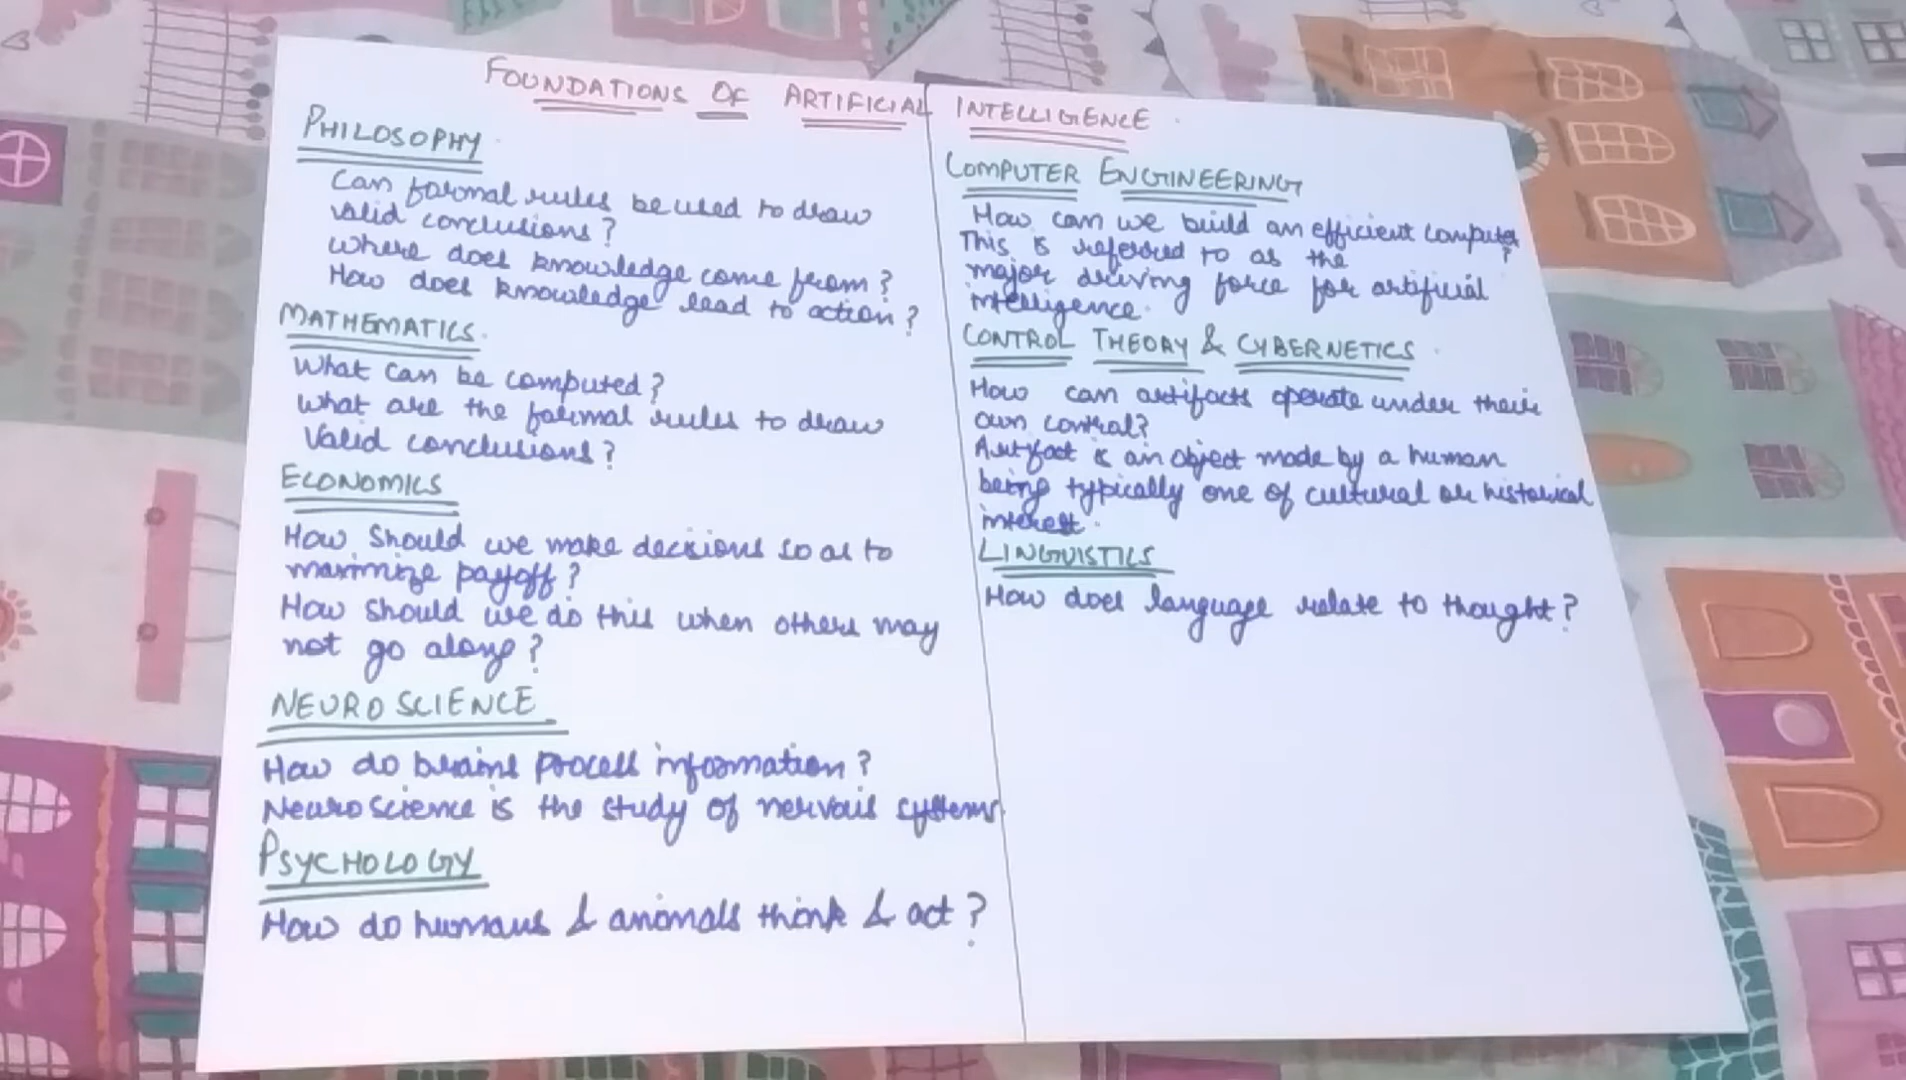 FOUNDATIONS OF ARTIFICIAL INTELLIGENCE
PHILOSOPHY
Can formal rules be used to draw
valid conclusions?
Where does knowledge come from?
How does knowledge lead to action?
MATHEMATICS
What can be computed?
What are the formal rules to draw
Valid conclusions?
ECONOMICS
How should we make decisions so as to
maximize payoff?
How should we do this when others may
not go along?
NEUROSCIENCE
How do brains process information?
Neuroscience is the study of nervous systems.
PSYCHOLOGY
How do humans & animals think & act?
COMPUTER ENGINEERING
How can we build an efficient computer?
This is referred to as the
major driving force for artificial
intelligence.
CONTROL THEORY & CYBERNETICS
How can artifacts operate under their
own control?
Artifact is an object made by a human
being typically one of cultural or historical
interest.
LINGUISTICS
How does language relate to thought?